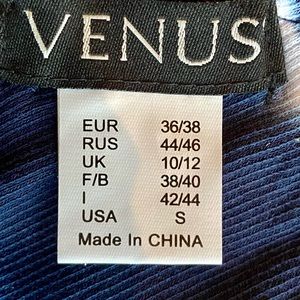 VENUS
EUR 36/38
RUS 44/46
UK 10/12
F/B 38/40
I 42/44
USA S
Made In CHINA